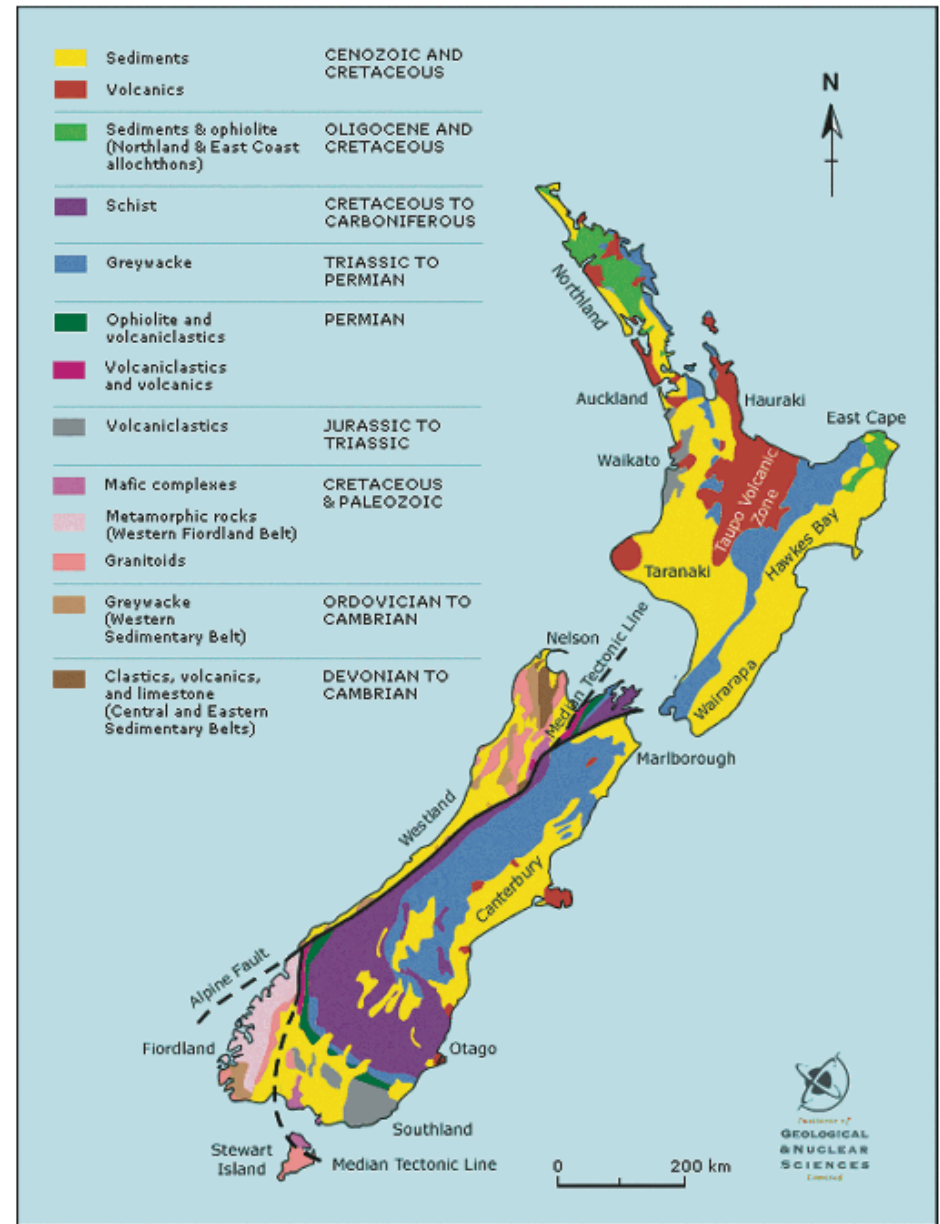 Sediments
CENOZOIC AND
CRETACEOUS
Volcanics
Sediments & ophiolite
(Northland & East Coast
allochthons)
OLIGOCENE AND
CRETACEOUS
Schist
CRETACEOUS TO
CARBONIFEROUS
Greywacke
TRIASSIC TO
PERMIAN
Ophiolite and
volcaniclastics
PERMIAN
Volcaniclastics
and volcanics
Volcaniclastics
JURASSIC TO
TRIASSIC
Mafic complexes
CRETACEOUS
& PALEOZOIC
Metamorphic rocks
(Western Fiordland Belt)
Granitoids
Greywacke
(Western
Sedimentary Belt)
ORDOVICIAN TO
CAMBRIAN
Clastics, volcanics,
and limestone
(Central and Eastern
Sedimentary Belts)
DEVONIAN TO
CAMBRIAN
N
Northland
Auckland
Hauraki
East Cape
Waikato
Taupo Volcanic
Zone
Hawkes Bay
Taranaki
Wairarapa
Nelson
Median Tectonic Line
Marlborough
Westland
Canterbury
Alpine Fault
Fiordland
Otago
Southland
Stewart
Island
Median Tectonic Line
0 200 km
GEOLOGICAL
& NUCLEAR
SCIENCES